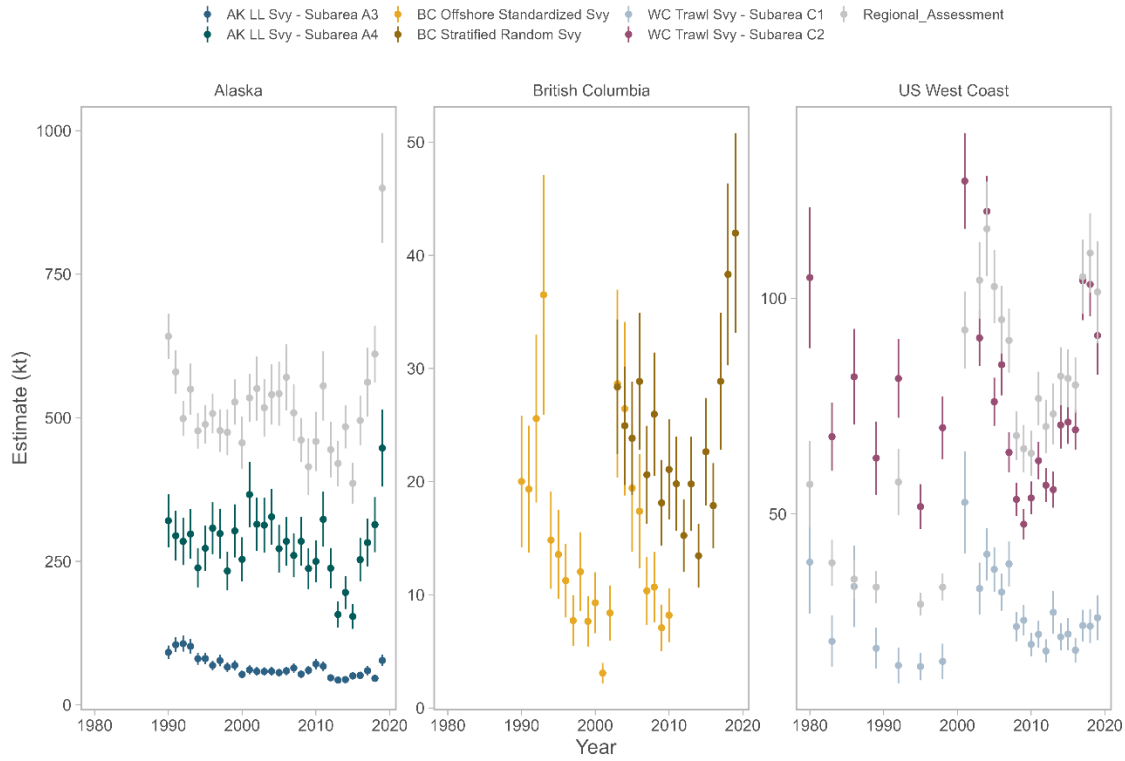 AK LL Svy - Subarea A3 BC Offshore Standardized Svy WC Trawl Svy - Subarea C1 Regional_Assessment
AK LL Svy - Subarea A4 BC Stratified Random Svy WC Trawl Svy - Subarea C2
Alaska British Columbia US West Coast
Estimate (kt)
1000
750
500
250
0
50
40
30
20
10
0
100
50
1980 1990 2000 2010 2020 1980 1990 2000 2010 2020 1980 1990 2000 2010 2020
Year